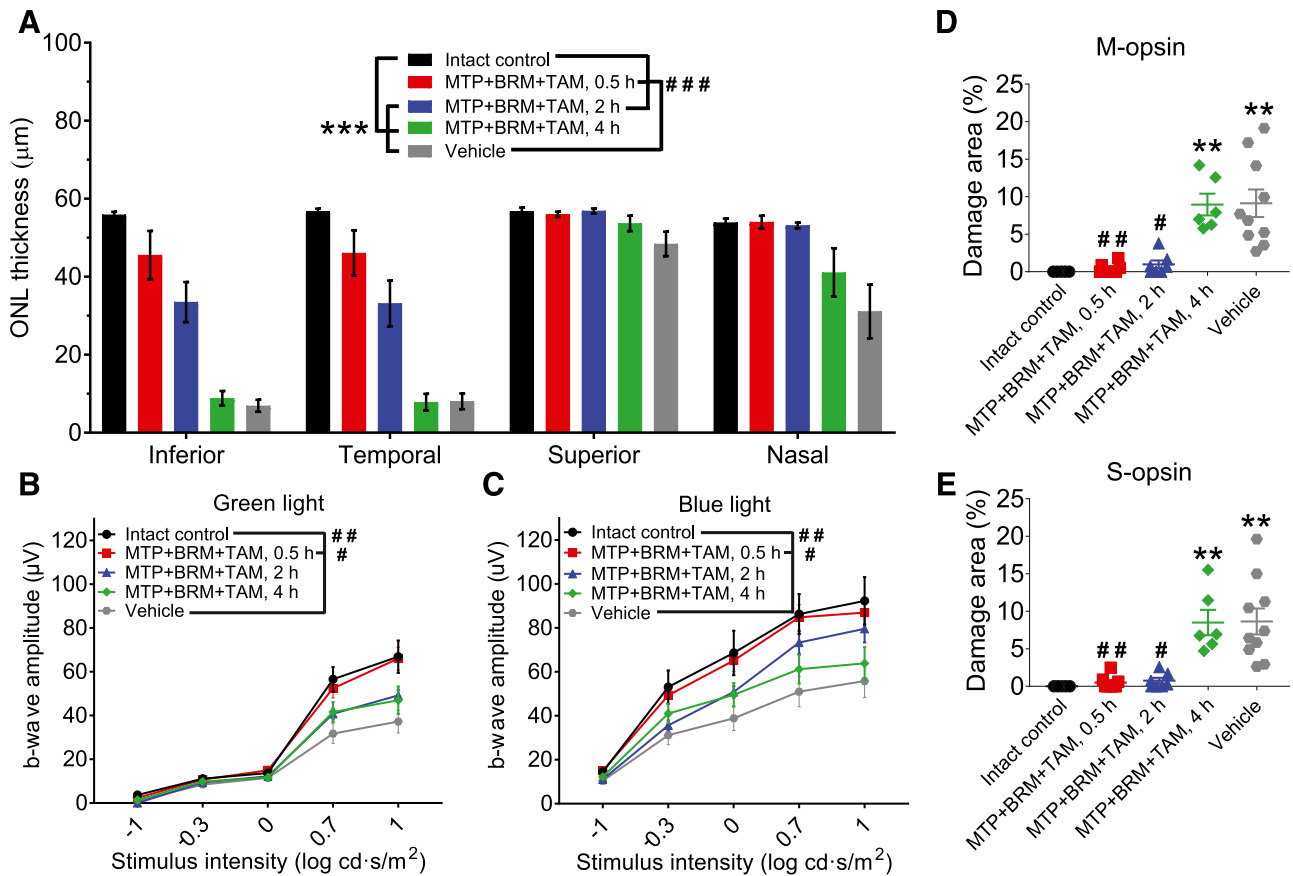 A
100
80
60
40
20
0
ONL thickness (μm)
Intact control
MTP+BRM+TAM, 0.5 h
MTP+BRM+TAM, 2 h
MTP+BRM+TAM, 4 h
Vehicle
***
# # #
Inferior
Temporal
Superior
Nasal
B
Green light
120
100
80
60
40
20
0
b-wave amplitude (μV)
Intact control
MTP+BRM+TAM, 0.5 h
MTP+BRM+TAM, 2 h
MTP+BRM+TAM, 4 h
Vehicle
# #
#
-1
-0.3
0
0.7
1
Stimulus intensity (log cd·s/m²)
C
Blue light
120
100
80
60
40
20
0
b-wave amplitude (uV)
Intact control
MTP+BRM+TAM, 0.5 h
MTP+BRM+TAM, 2 h
MTP+BRM+TAM, 4 h
Vehicle
# #
#
-1
-0.3
0
0.7
1
Stimulus intensity (log cd·s/m²)
D
M-opsin
25
20
15
10
5
0
Damage area (%)
# #
#
**
**
Intact control
MTP+BRM+TAM, 0.5 h
MTP+BRM+TAM, 2 h
MTP+BRM+TAM, 4 h
Vehicle
E
S-opsin
25
20
15
10
5
0
Damage area (%)
# #
#
**
**
Intact control
MTP+BRM+TAM, 0.5 h
MTP+BRM+TAM, 2 h
MTP+BRM+TAM, 4 h
Vehicle